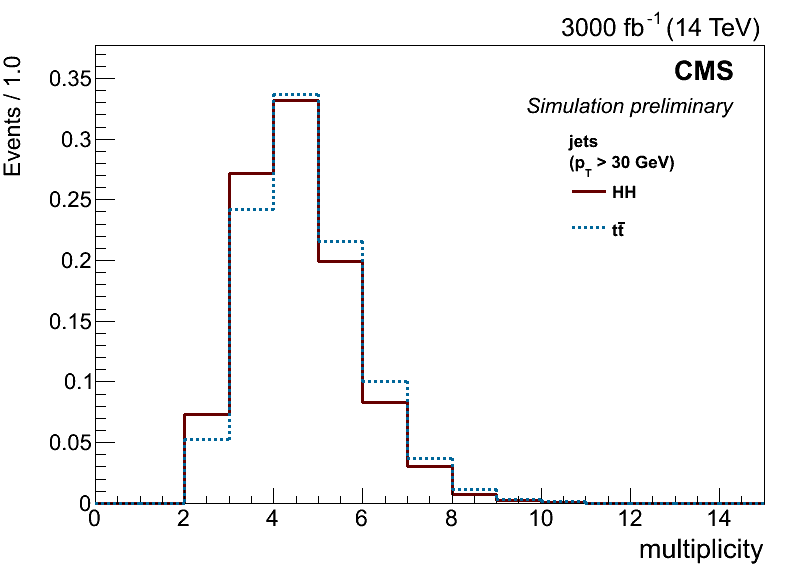 3000 fb⁻¹ (14 TeV)
Events / 1.0
CMS
Simulation preliminary
jets
(p_T > 30 GeV)
HH
tt̄
0.35
0.3
0.25
0.2
0.15
0.1
0.05
0
0 2 4 6 8 10 12 14
multiplicity